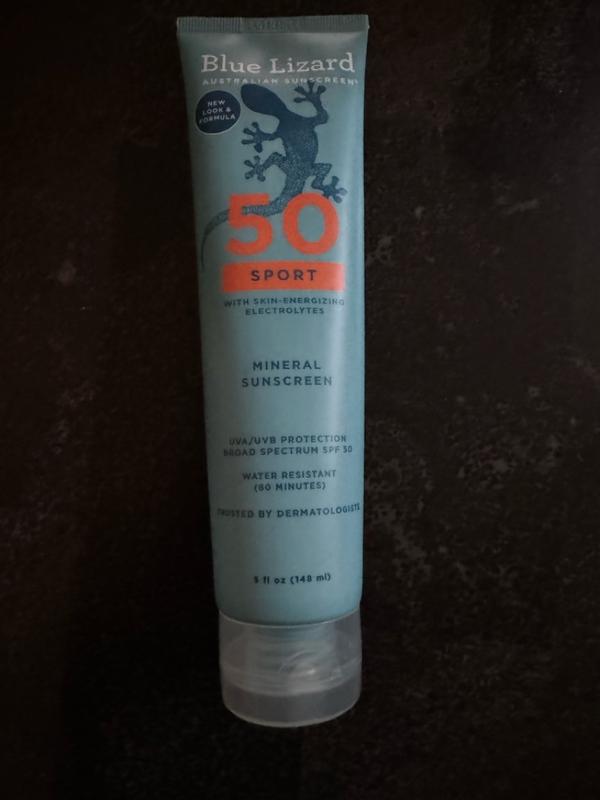 Blue Lizard
AUSTRALIAN SUNSCREEN®
NEW
LOOK &
FORMULA
50
SPORT
WITH SKIN-ENERGIZING
ELECTROLYTES
MINERAL
SUNSCREEN
UVA/UVB PROTECTION
BROAD SPECTRUM SPF 50
WATER RESISTANT
(80 MINUTES)
TRUSTED BY DERMATOLOGISTS
5 fl oz (148 ml)